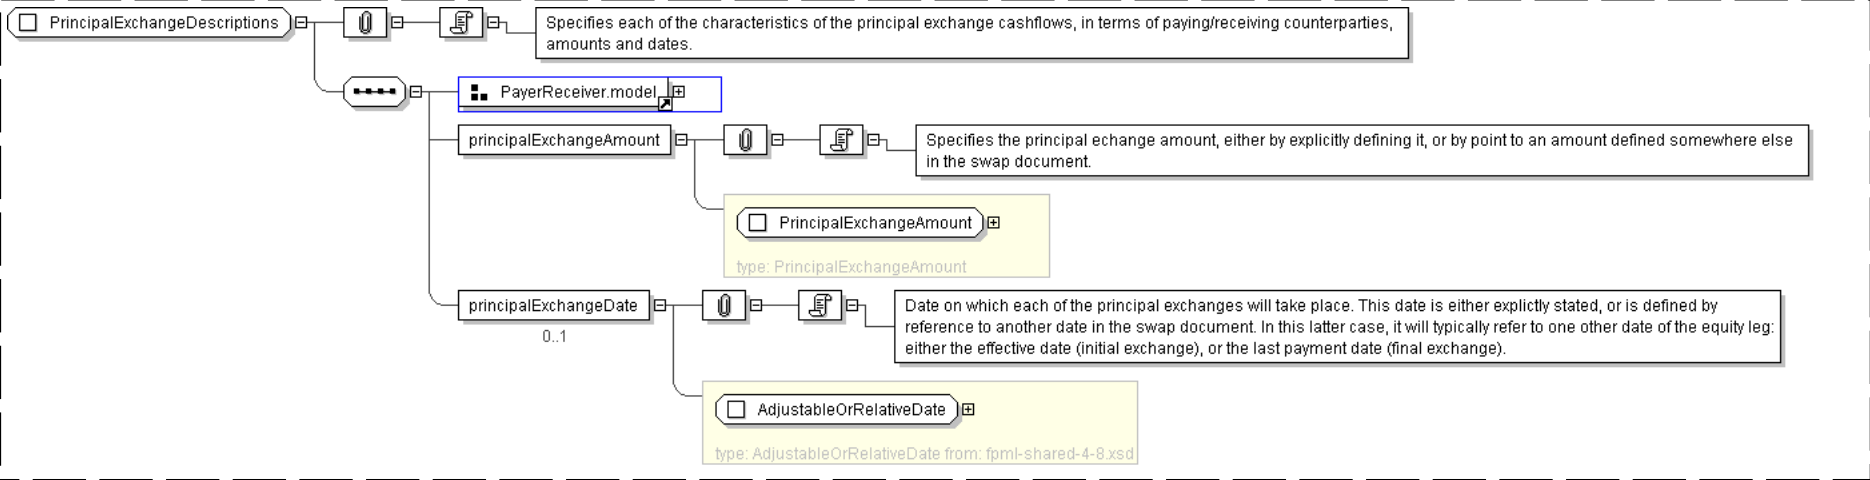 PrincipalExchangeDescriptions
Specifies each of the characteristics of the principal exchange cashflows, in terms of paying/receiving counterparties,
amounts and dates.
PayerReceiver.model
principalExchangeAmount
Specifies the principal echange amount, either by explicitly defining it, or by point to an amount defined somewhere else
in the swap document.
PrincipalExchangeAmount
type: PrincipalExchangeAmount
principalExchangeDate
0..1
Date on which each of the principal exchanges will take place. This date is either explictly stated, or is defined by
reference to another date in the swap document. In this latter case, it will typically refer to one other date of the equity leg:
either the effective date (initial exchange), or the last payment date (final exchange).
AdjustableOrRelativeDate
type: AdjustableOrRelativeDate from: fpml-shared-4-8.xsd